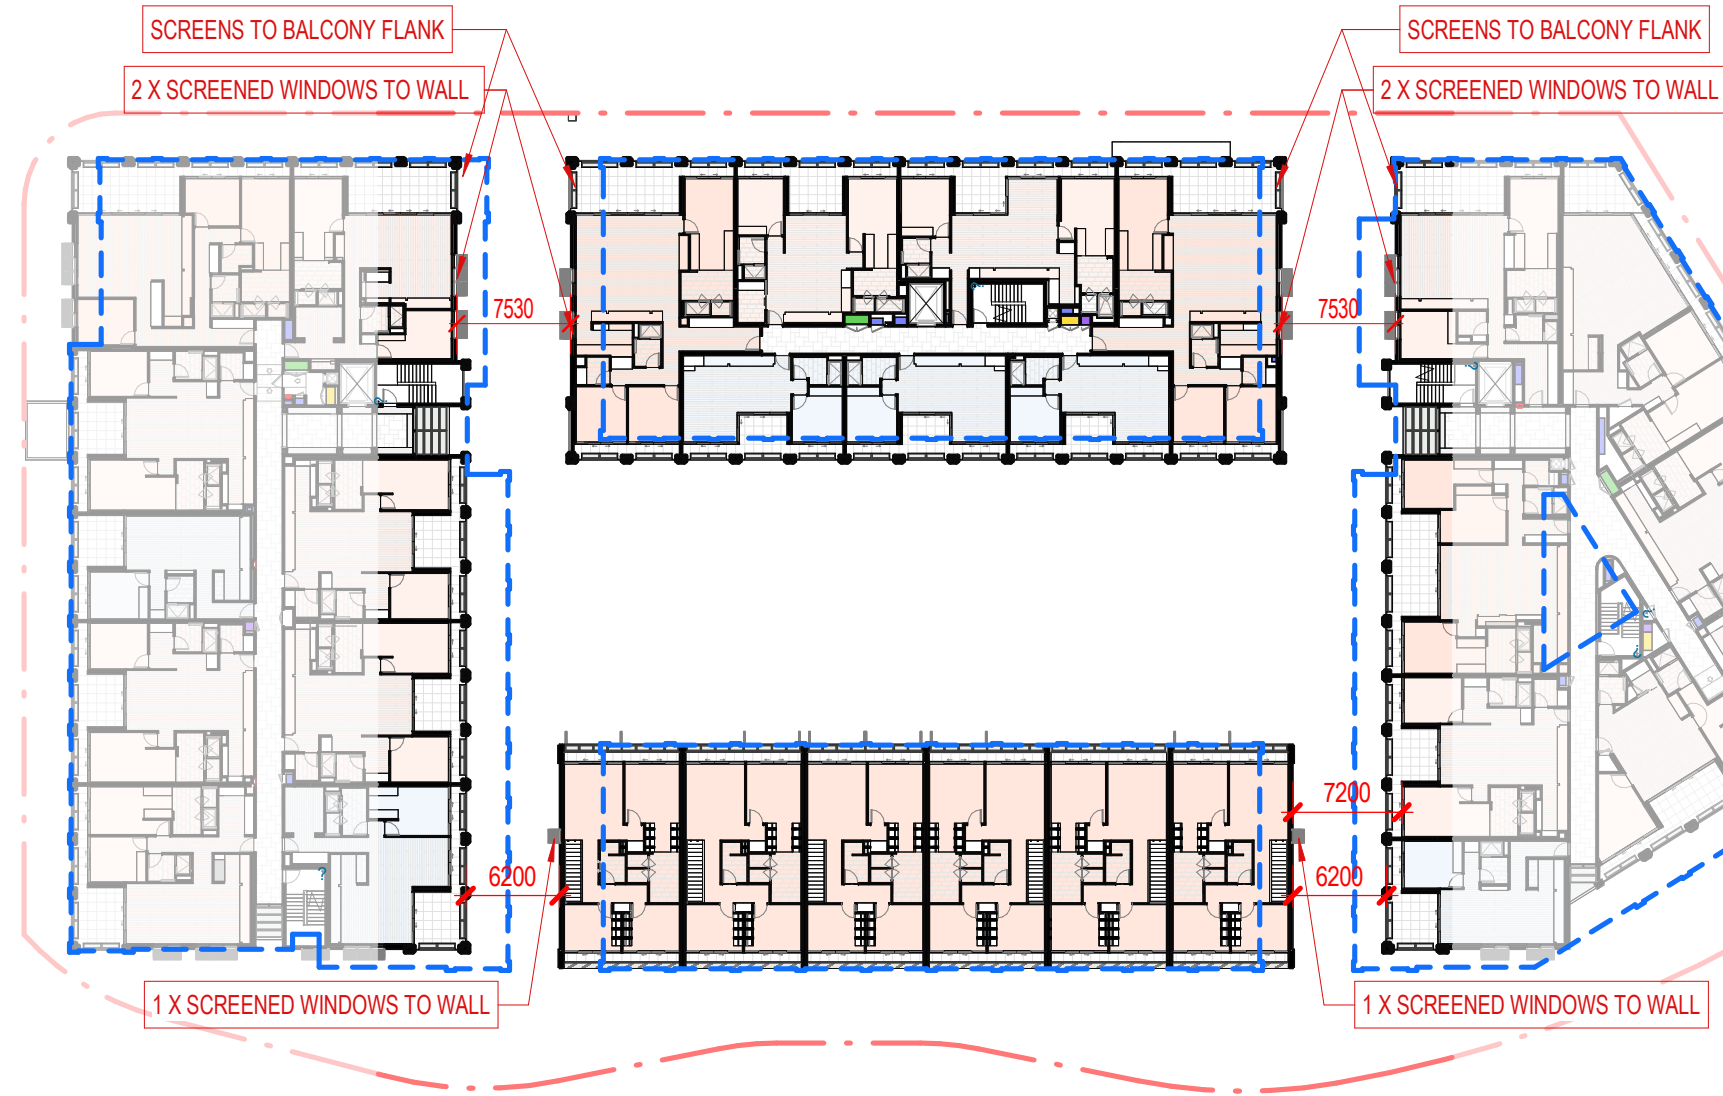 SCREENS TO BALCONY FLANK
SCREENS TO BALCONY FLANK
2 X SCREENED WINDOWS TO WALL
2 X SCREENED WINDOWS TO WALL
7530
7530
7200
6200
6200
1 X SCREENED WINDOWS TO WALL
1 X SCREENED WINDOWS TO WALL